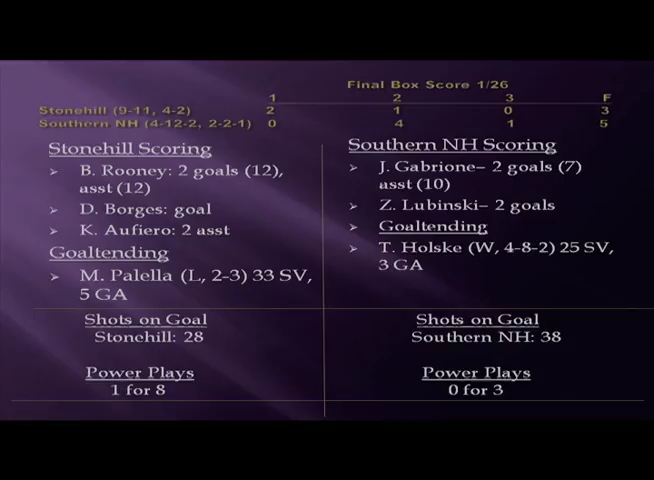 Final Box Score 1/26
1 2 3 F
Stonehill (9-11, 4-2) 2 1 0 3
Southern NH (4-12-2, 2-2-1) 0 4 1 5
Stonehill Scoring
B. Rooney: 2 goals (12),
asst (12)
D. Borges: goal
K. Aufiero: 2 asst
Goaltending
M. Palella (L, 2-3) 33 SV,
5 GA
Southern NH Scoring
J. Gabrione– 2 goals (7)
asst (10)
Z. Lubinski– 2 goals
Goaltending
T. Holske (W, 4-8-2) 25 SV,
3 GA
Shots on Goal
Stonehill: 28
Power Plays
1 for 8
Shots on Goal
Southern NH: 38
Power Plays
0 for 3